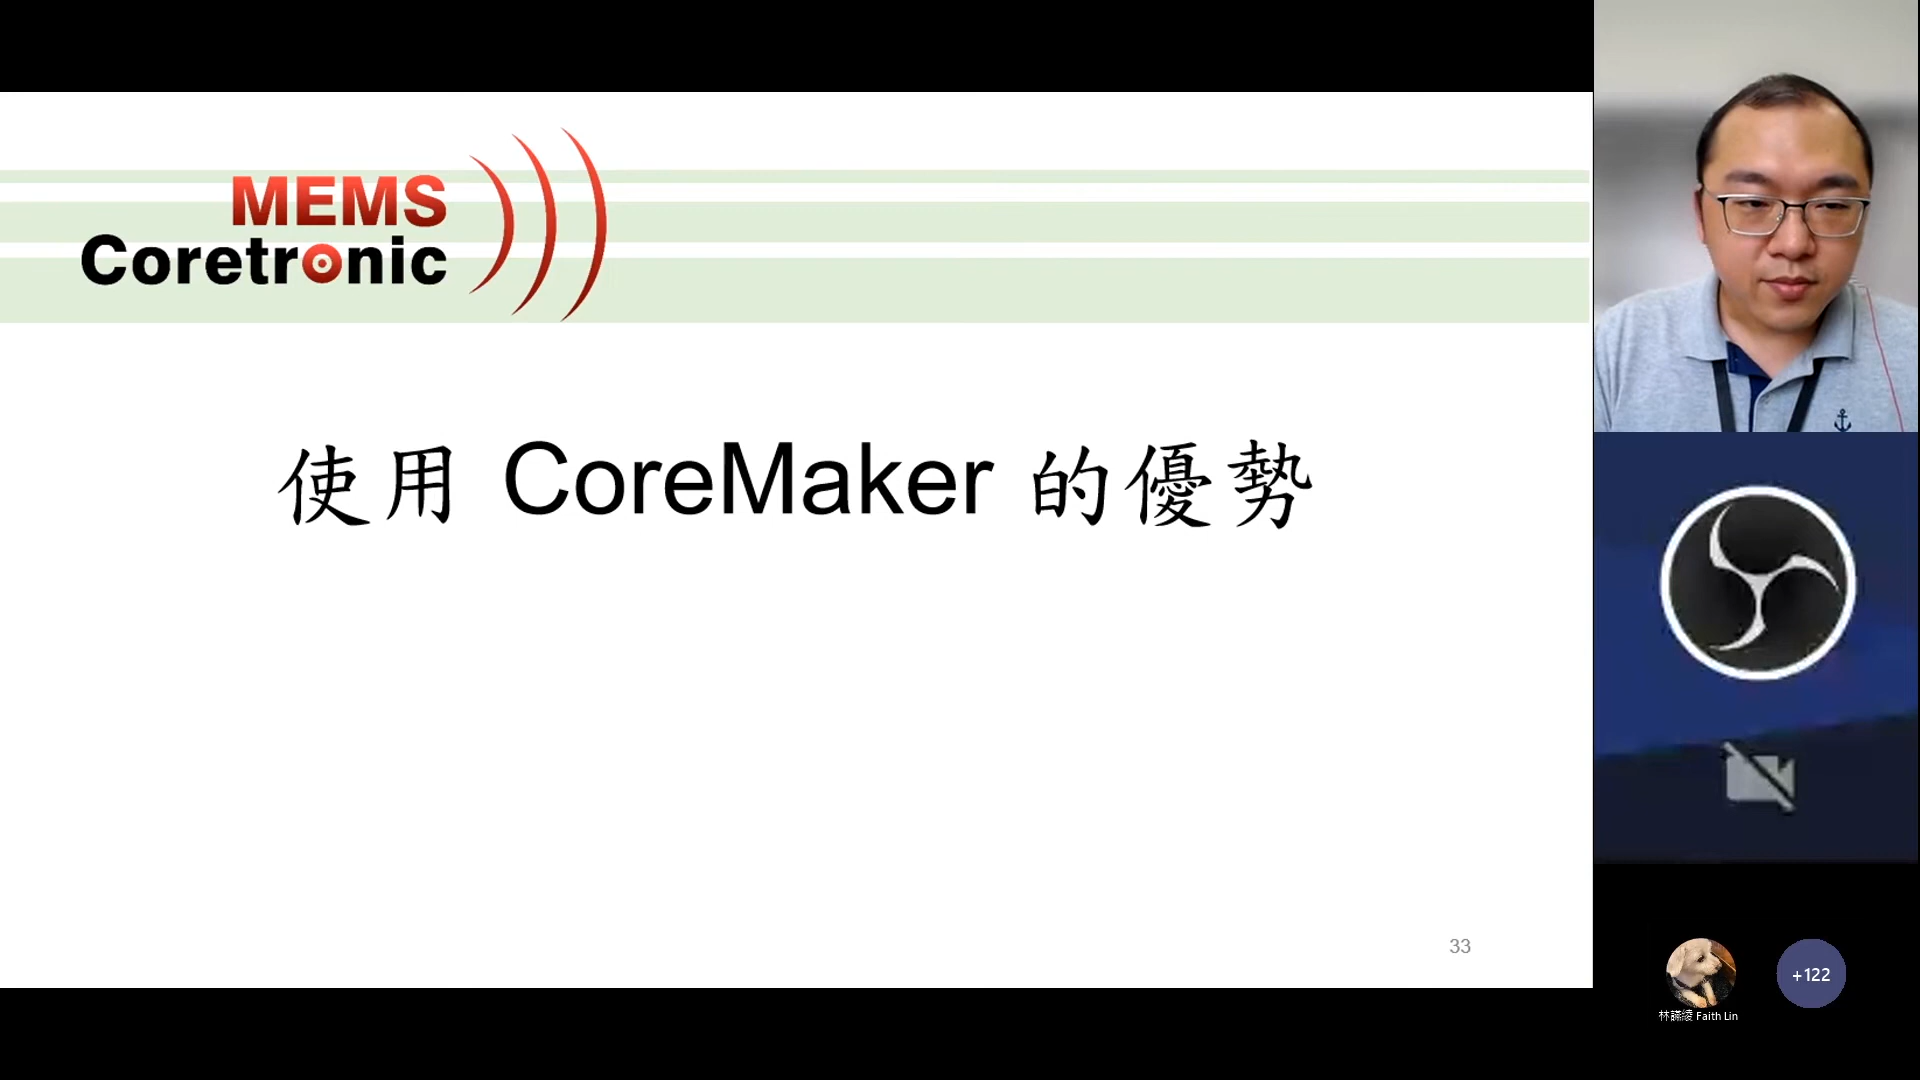 MEMS
Coretronic
使用 CoreMaker 的優勢
33
+122
Faith Lin